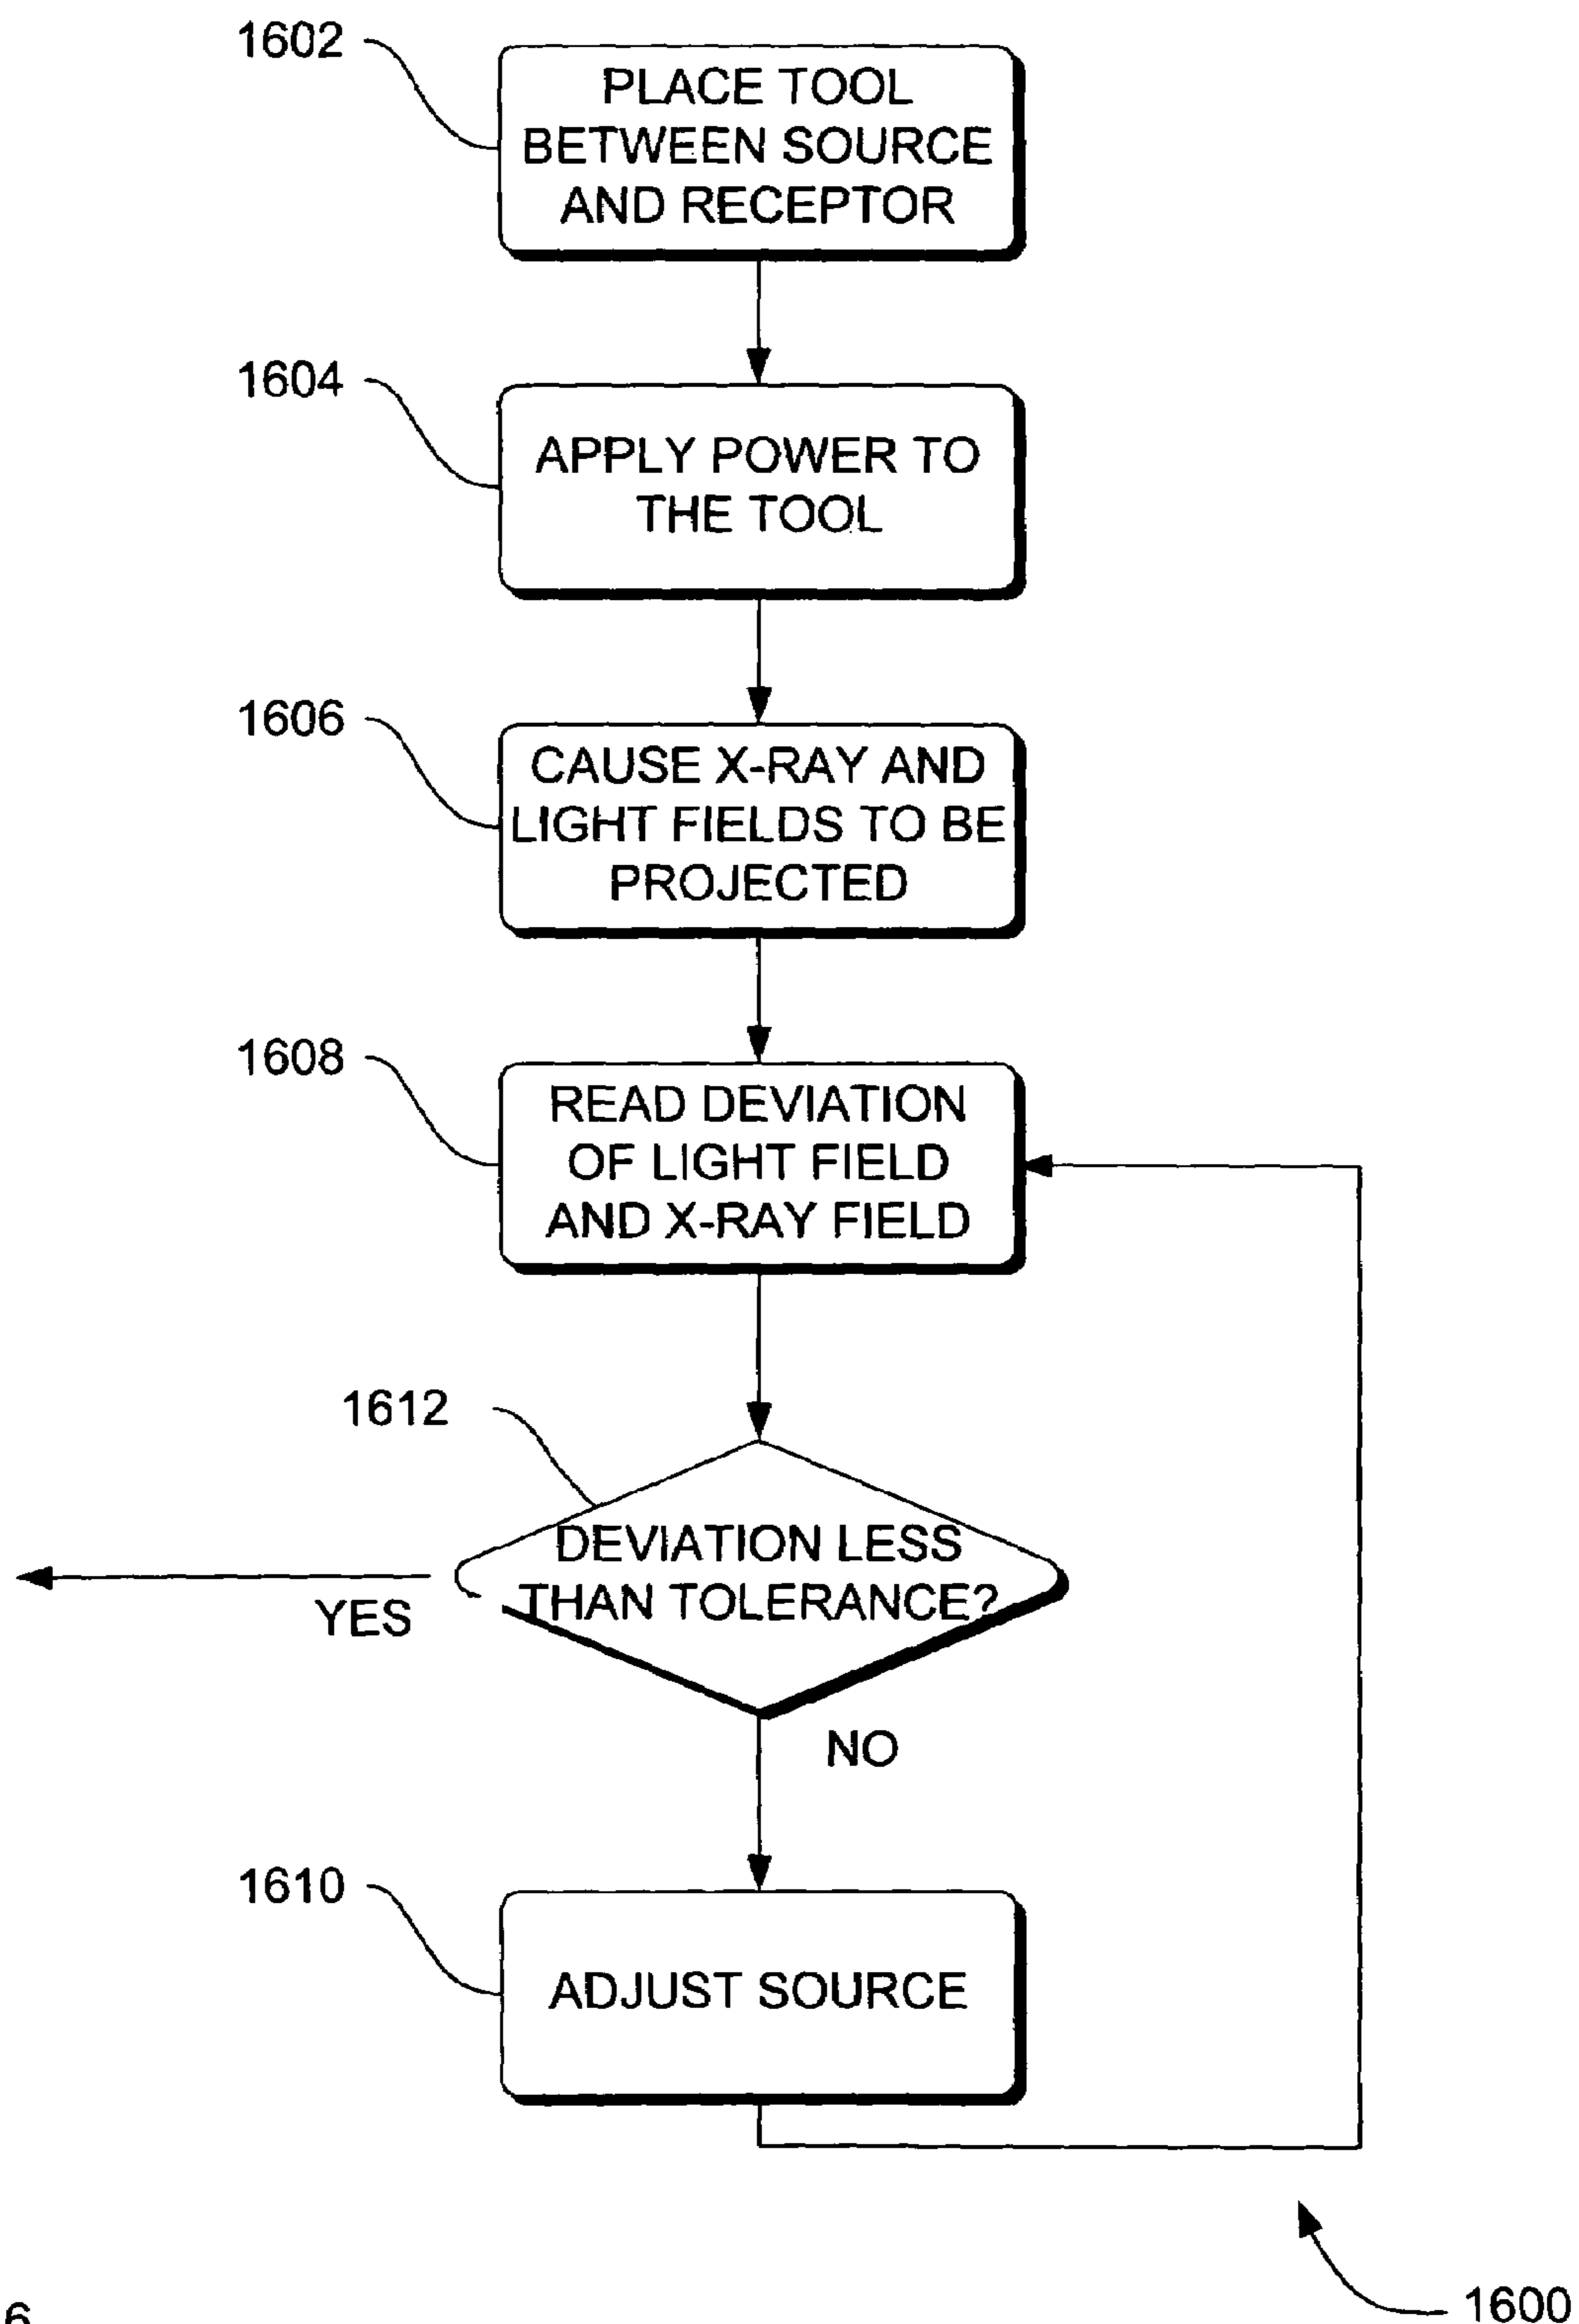 1602
PLACE TOOL
BETWEEN SOURCE
AND RECEPTOR
1604
APPLY POWER TO
THE TOOL
1606
CAUSE X-RAY AND
LIGHT FIELDS TO BE
PROJECTED
1608
READ DEVIATION
OF LIGHT FIELD
AND X-RAY FIELD
1612
DEVIATION LESS
THAN TOLERANCE?
YES
NO
1610
ADJUST SOURCE
1600
6